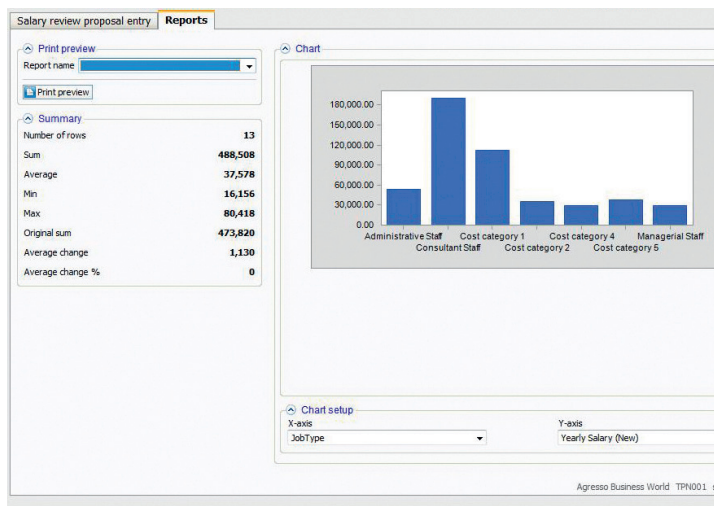 Salary review proposal entry Reports
Print preview
Report name
Print preview
Summary
Number of rows 13
Sum 488,508
Average 37,578
Min 16,156
Max 80,418
Original sum 473,820
Average change 1,130
Average change % 0
Chart
180,000.00
150,000.00
120,000.00
90,000.00
60,000.00
30,000.00
0.00
Administrative Staff Cost category 1 Cost category 4 Managerial Staff
Consultant Staff Cost category 2 Cost category 5
Chart setup
X-axis Y-axis
JobType Yearly Salary (New)
Agresso Business World TPN001